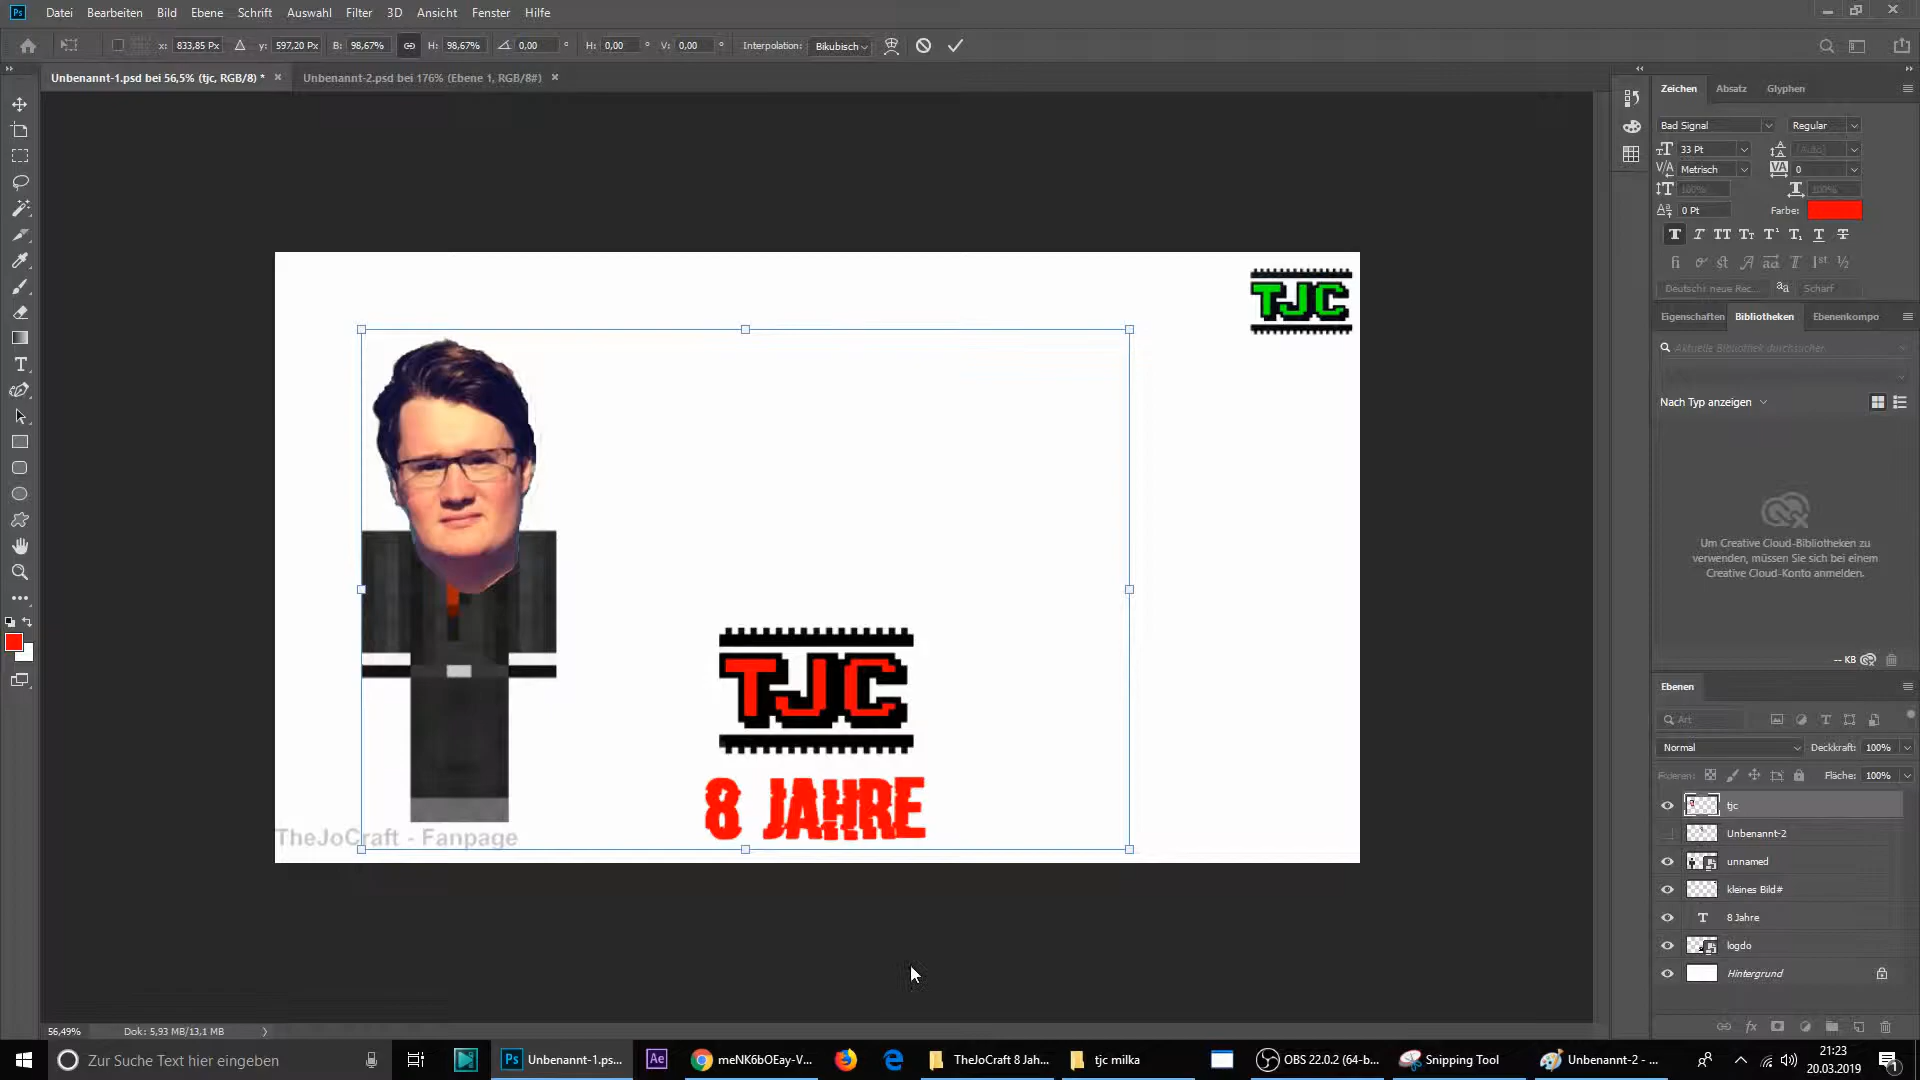 Datei Bearbeiten Bild Ebene Schrift Auswahl Filter 3D Ansicht Fenster Hilfe
x: 833,85 Px y: 597,20 Px B: 98,67% H: 98,67% 0,00 ° H: 0,00 ° V: 0,00 ° Interpolation: Bikubisch
Unbenannt-1.psd bei 56,5% (tjc, RGB/8) * × Unbenannt-2.psd bei 176% (Ebene 1, RGB/8#) ×
Zeichen Absatz Glyphen
Bad Signal Regular
33 Pt [Auto]
Metrisch 0
100% 100%
0 Pt Farbe:
Deutsch: neue Rec... Scharf
Eigenschaften Bibliotheken Ebenenkompo
Aktuelle Bibliothek durchsuchen
Nach Typ anzeigen
Um Creative Cloud-Bibliotheken zu
verwenden, müssen Sie sich bei einem
Creative Cloud-Konto anmelden.
-- KB
Ebenen
Art
Normal Deckkraft: 100%
Fixieren: Fläche: 100%
tjc
Unbenannt-2
unnamed
kleines Bild#
8 Jahre
logdo
Hintergrund
TJC
TJC
8 JAHRE
TheJoCraft - Fanpage
56,49% Dok: 5,93 MB/13,1 MB
Zur Suche Text hier eingeben
Unbenannt-1.ps...
meNK6bOEay-V...
TheJoCraft 8 Jah...
tjc milka
OBS 22.0.2 (64-b...
Snipping Tool
Unbenannt-2 - ...
21:23
20.03.2019